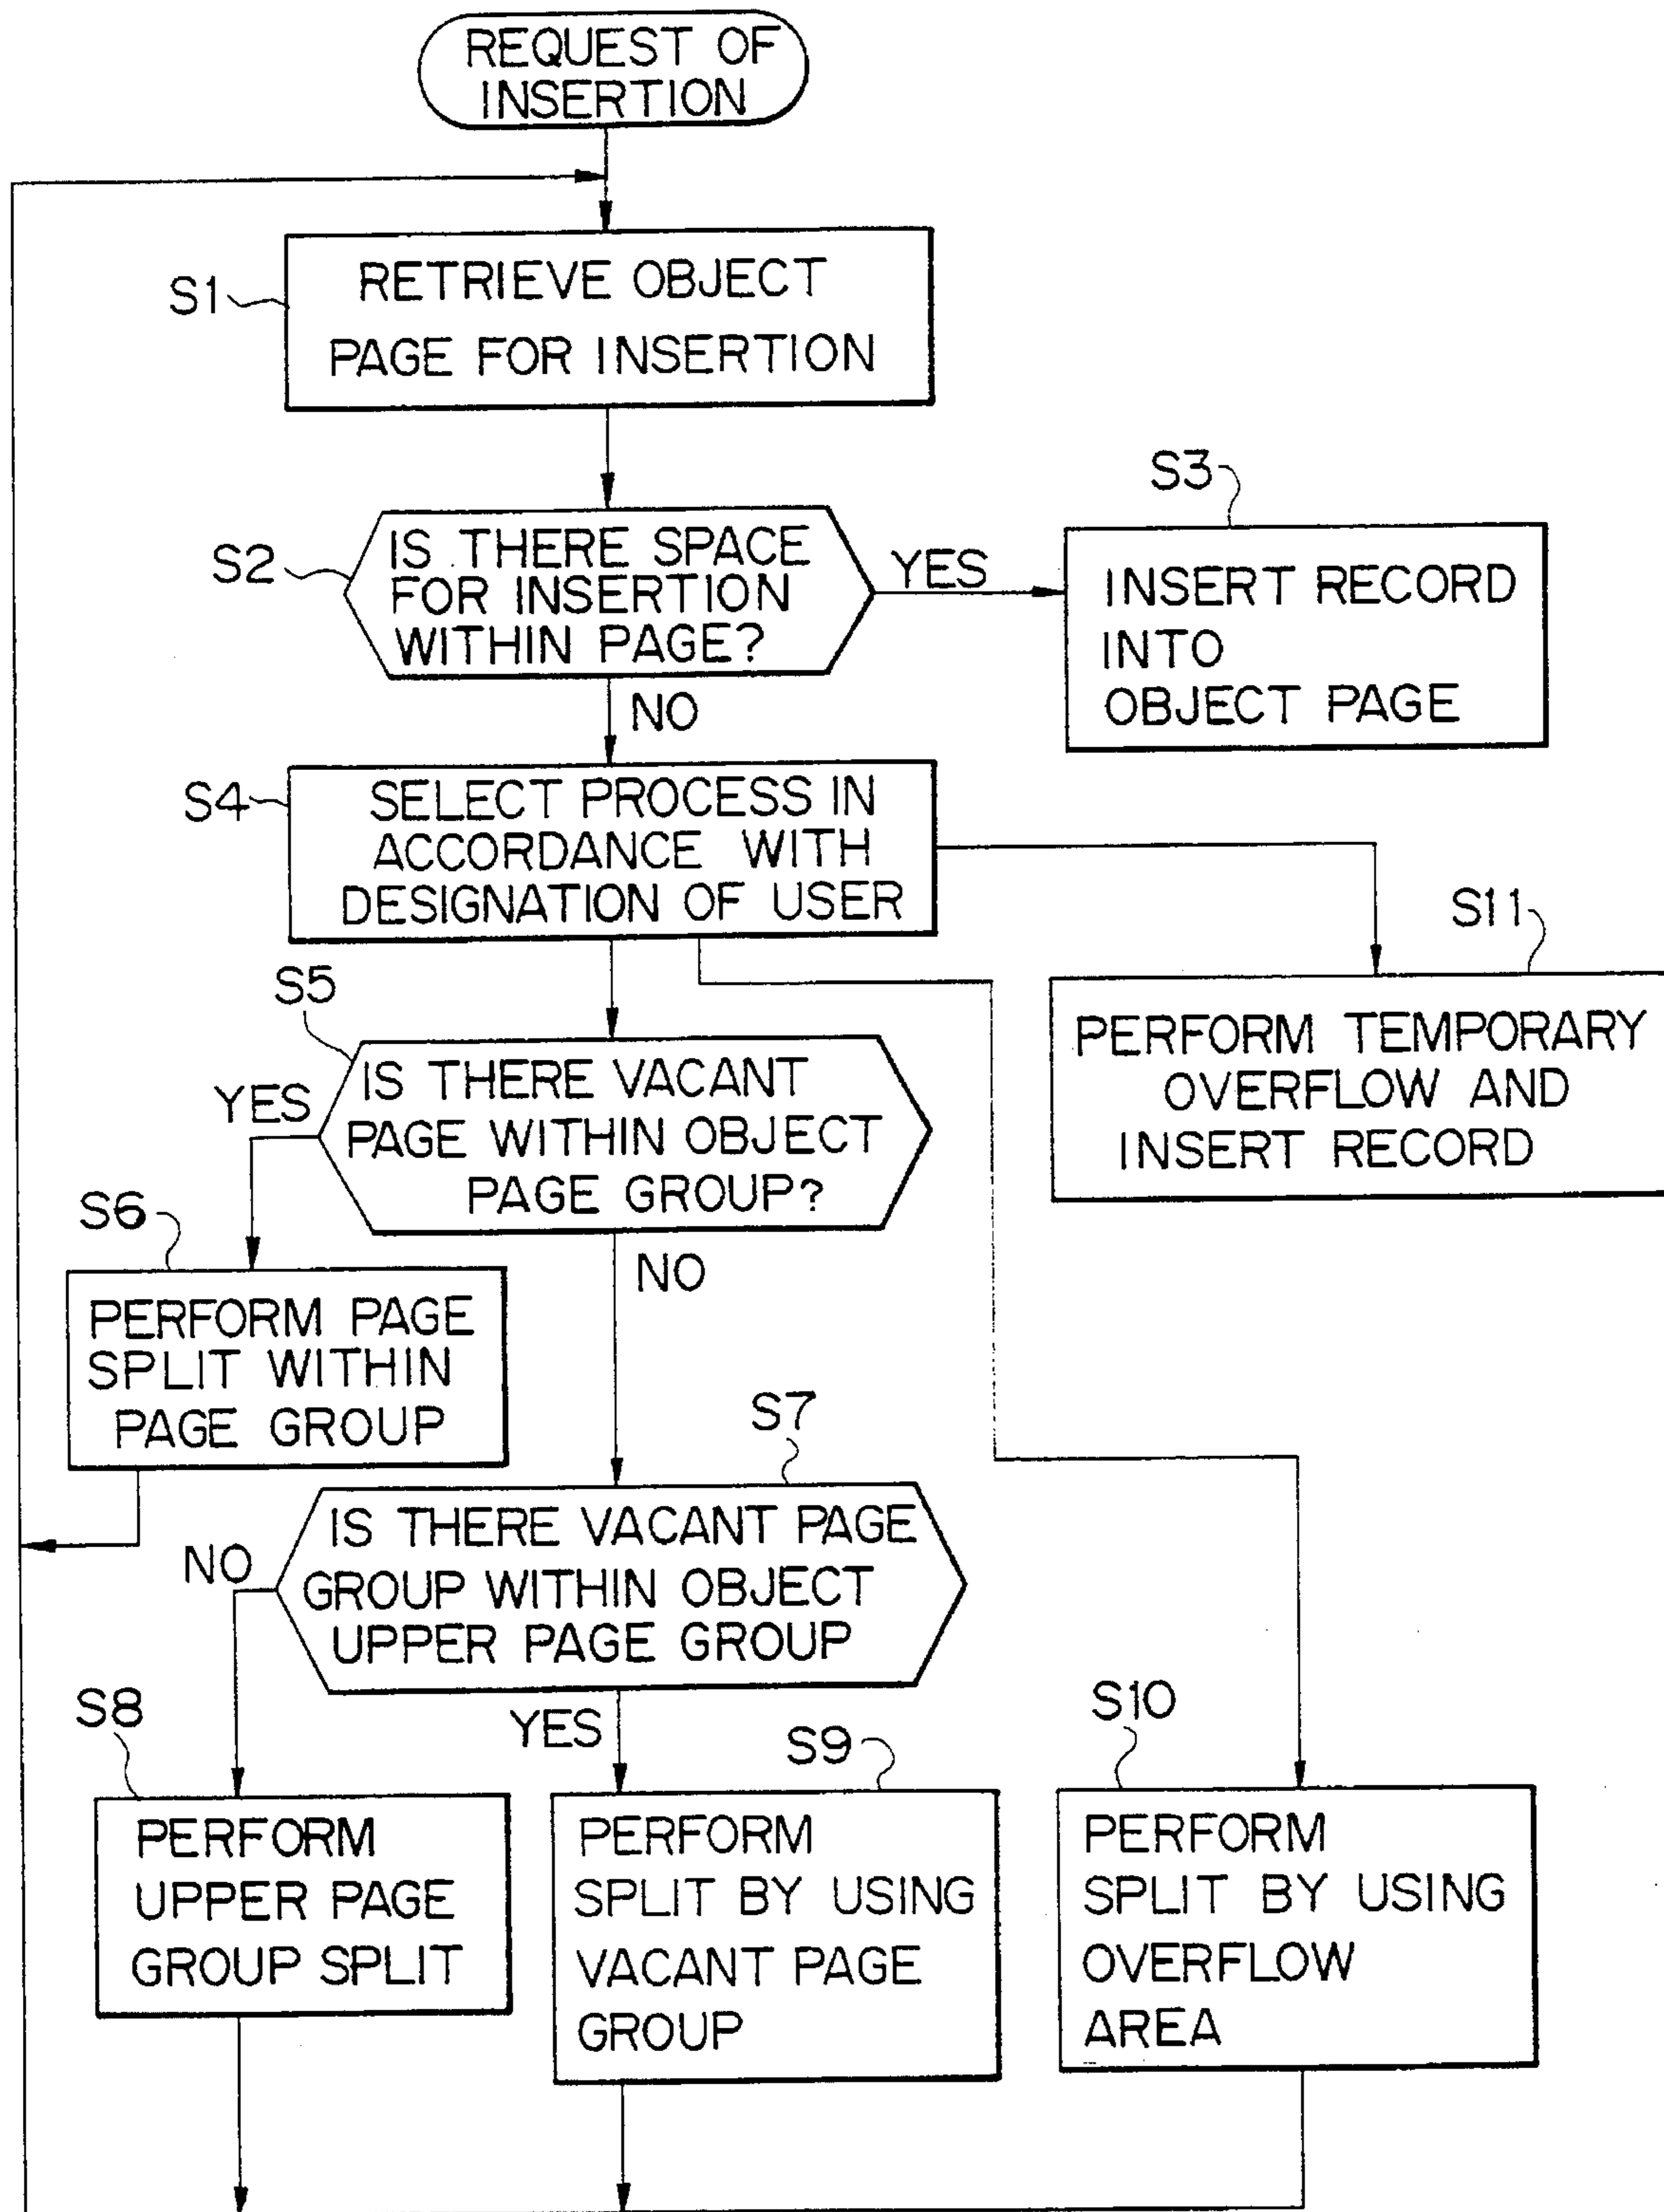 REQUEST OF
INSERTION
S1
RETRIEVE OBJECT
PAGE FOR INSERTION
S2
IS THERE SPACE
FOR INSERTION
WITHIN PAGE?
YES
S3
INSERT RECORD
INTO
OBJECT PAGE
NO
S4
SELECT PROCESS IN
ACCORDANCE WITH
DESIGNATION OF USER
S11
PERFORM TEMPORARY
OVERFLOW AND
INSERT RECORD
S5
IS THERE VACANT
PAGE WITHIN OBJECT
PAGE GROUP?
YES
S6
PERFORM PAGE
SPLIT WITHIN
PAGE GROUP
NO
S7
IS THERE VACANT PAGE
GROUP WITHIN OBJECT
UPPER PAGE GROUP
NO
S8
PERFORM
UPPER PAGE
GROUP SPLIT
YES
S9
PERFORM
SPLIT BY USING
VACANT PAGE
GROUP
S10
PERFORM
SPLIT BY USING
OVERFLOW
AREA